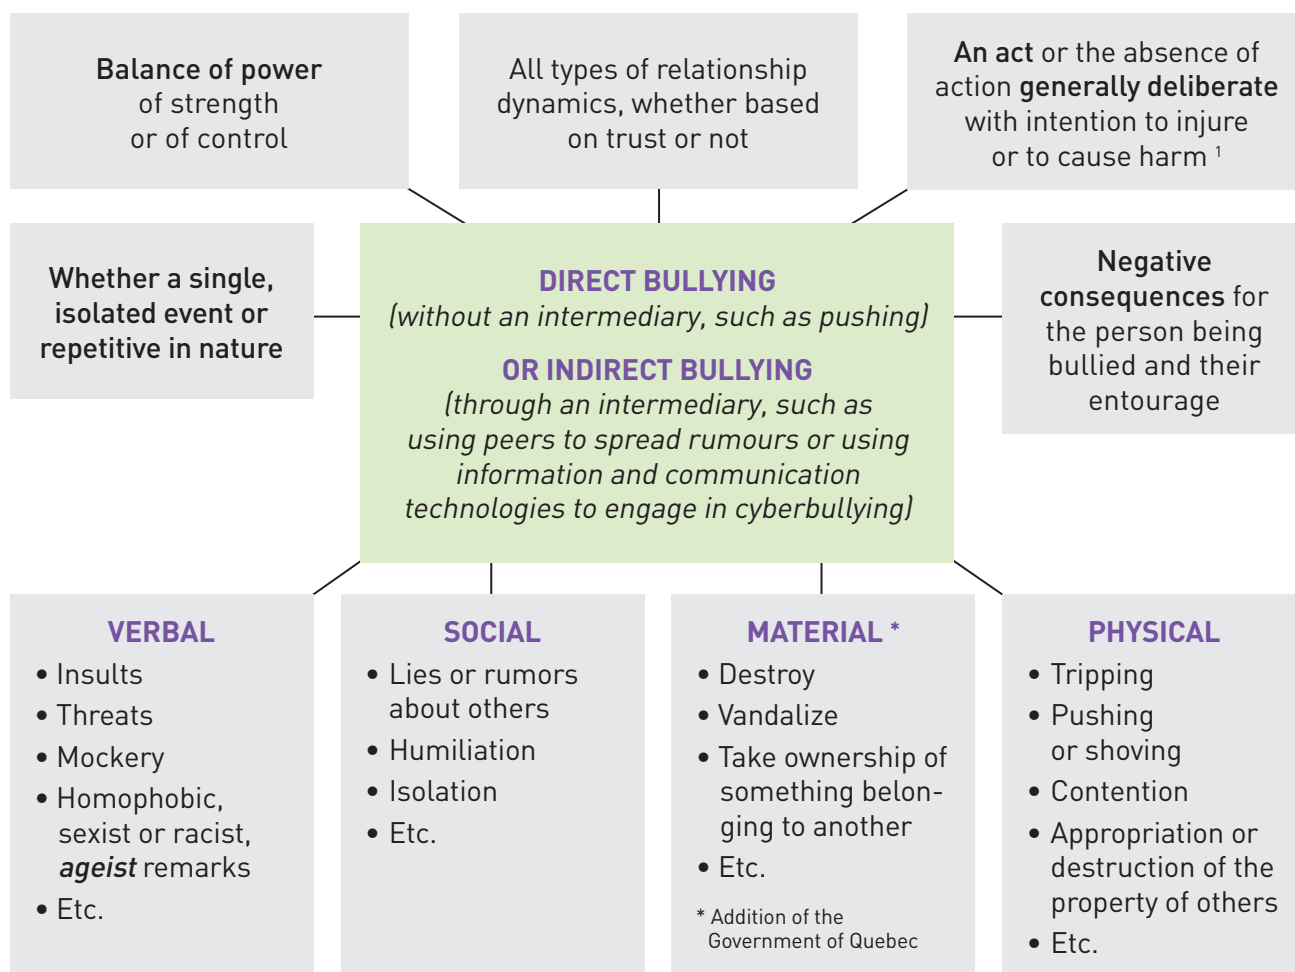 Balance of power
of strength
or of control
All types of relationship
dynamics, whether based
on trust or not
An act or the absence of
action generally deliberate
with intention to injure
or to cause harm 1
Whether a single,
isolated event or
repetitive in nature
DIRECT BULLYING
(without an intermediary, such as pushing)
OR INDIRECT BULLYING
(through an intermediary, such as
using peers to spread rumours or using
information and communication
technologies to engage in cyberbullying)
Negative
consequences for
the person being
bullied and their
entourage
VERBAL
• Insults
• Threats
• Mockery
• Homophobic,
sexist or racist,
ageist remarks
• Etc.
SOCIAL
• Lies or rumors
about others
• Humiliation
• Isolation
• Etc.
MATERIAL *
• Destroy
• Vandalize
• Take ownership of
something belon-
ging to another
• Etc.
* Addition of the
Government of Quebec
PHYSICAL
• Tripping
• Pushing
or shoving
• Contention
• Appropriation or
destruction of the
property of others
• Etc.